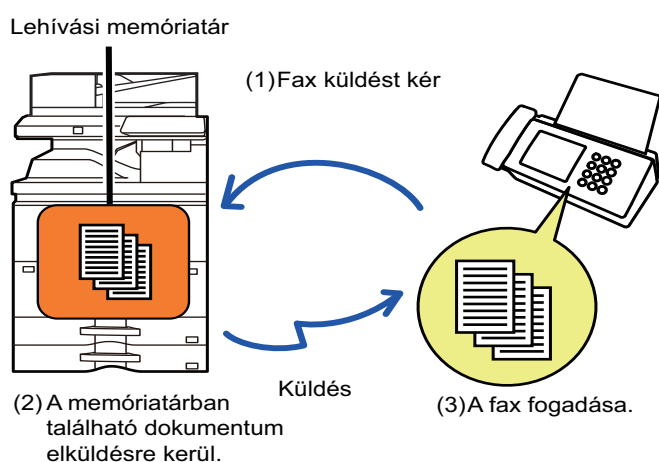 Lehívási memóriatár
(1)Fax küldést kér
Küldés
(2) A memóriatárban
található dokumentum
elküldésre kerül.
(3)A fax fogadása.